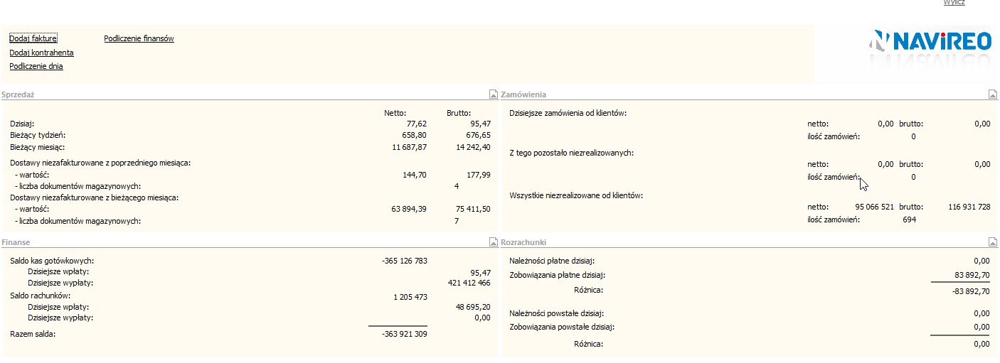 Wylicz
Dodaj fakturę Podliczenie finansów
Dodaj kontrahenta
Podliczenie dnia
NAViREO
Sprzedaż
Netto: Brutto:
Dzisiaj: 77,62 95,47
Bieżący tydzień: 658,80 676,65
Bieżący miesiąc: 11 687,87 14 242,40
Dostawy niezafakturowane z poprzedniego miesiąca:
- wartość: 144,70 177,99
- liczba dokumentów magazynowych: 4
Dostawy niezafakturowane z bieżącego miesiąca:
- wartość: 63 894,39 75 411,50
- liczba dokumentów magazynowych: 7
Zamówienia
Dzisiejsze zamówienia od klientów:
netto: 0,00 brutto: 0,00
ilość zamówień: 0
Z tego pozostało niezrealizowanych:
netto: 0,00 brutto: 0,00
ilość zamówień: 0
Wszystkie niezrealizowane od klientów:
netto: 95 066 521 brutto: 116 931 728
ilość zamówień: 694
Finanse
Saldo kas gotówkowych: -365 126 783
Dzisiejsze wpłaty: 95,47
Dzisiejsze wypłaty: 421 412 466
Saldo rachunków: 1 205 473
Dzisiejsze wpłaty: 48 695,20
Dzisiejsze wypłaty: 0,00
Razem salda: -363 921 309
Rozrachunki
Należności płatne dzisiaj: 0,00
Zobowiązania płatne dzisiaj: 83 892,70
Różnica: -83 892,70
Należności powstałe dzisiaj: 0,00
Zobowiązania powstałe dzisiaj: 0,00
Różnica: 0,00